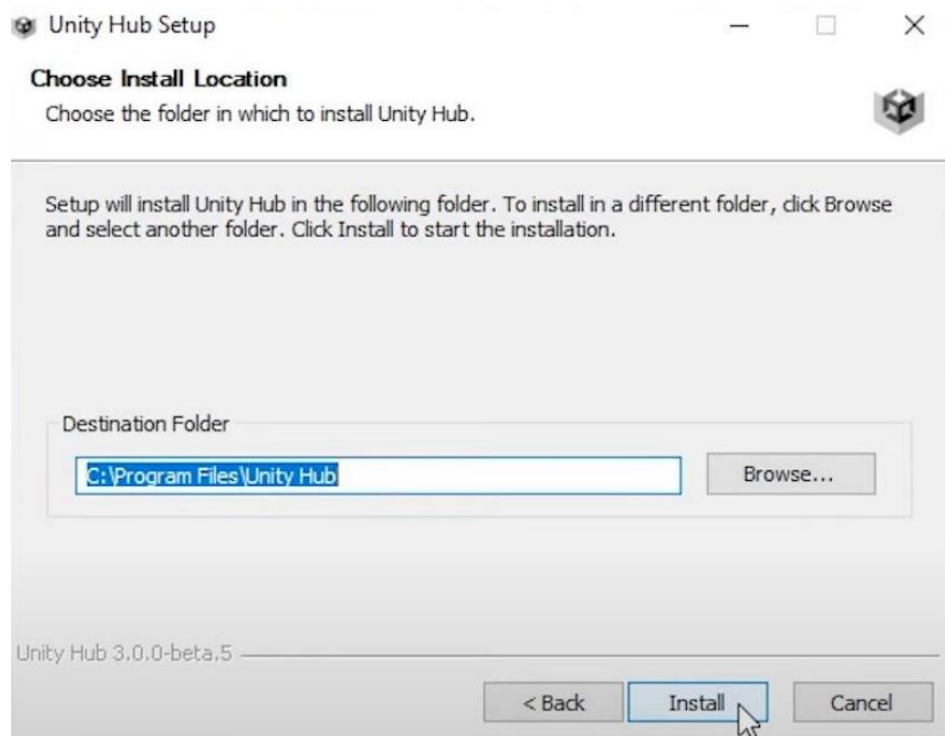 Unity Hub Setup
Choose Install Location
Choose the folder in which to install Unity Hub.
Setup will install Unity Hub in the following folder. To install in a different folder, click Browse
and select another folder. Click Install to start the installation.
Destination Folder
C:\Program Files\Unity Hub
Browse...
Unity Hub 3.0.0-beta.5
< Back
Install
Cancel